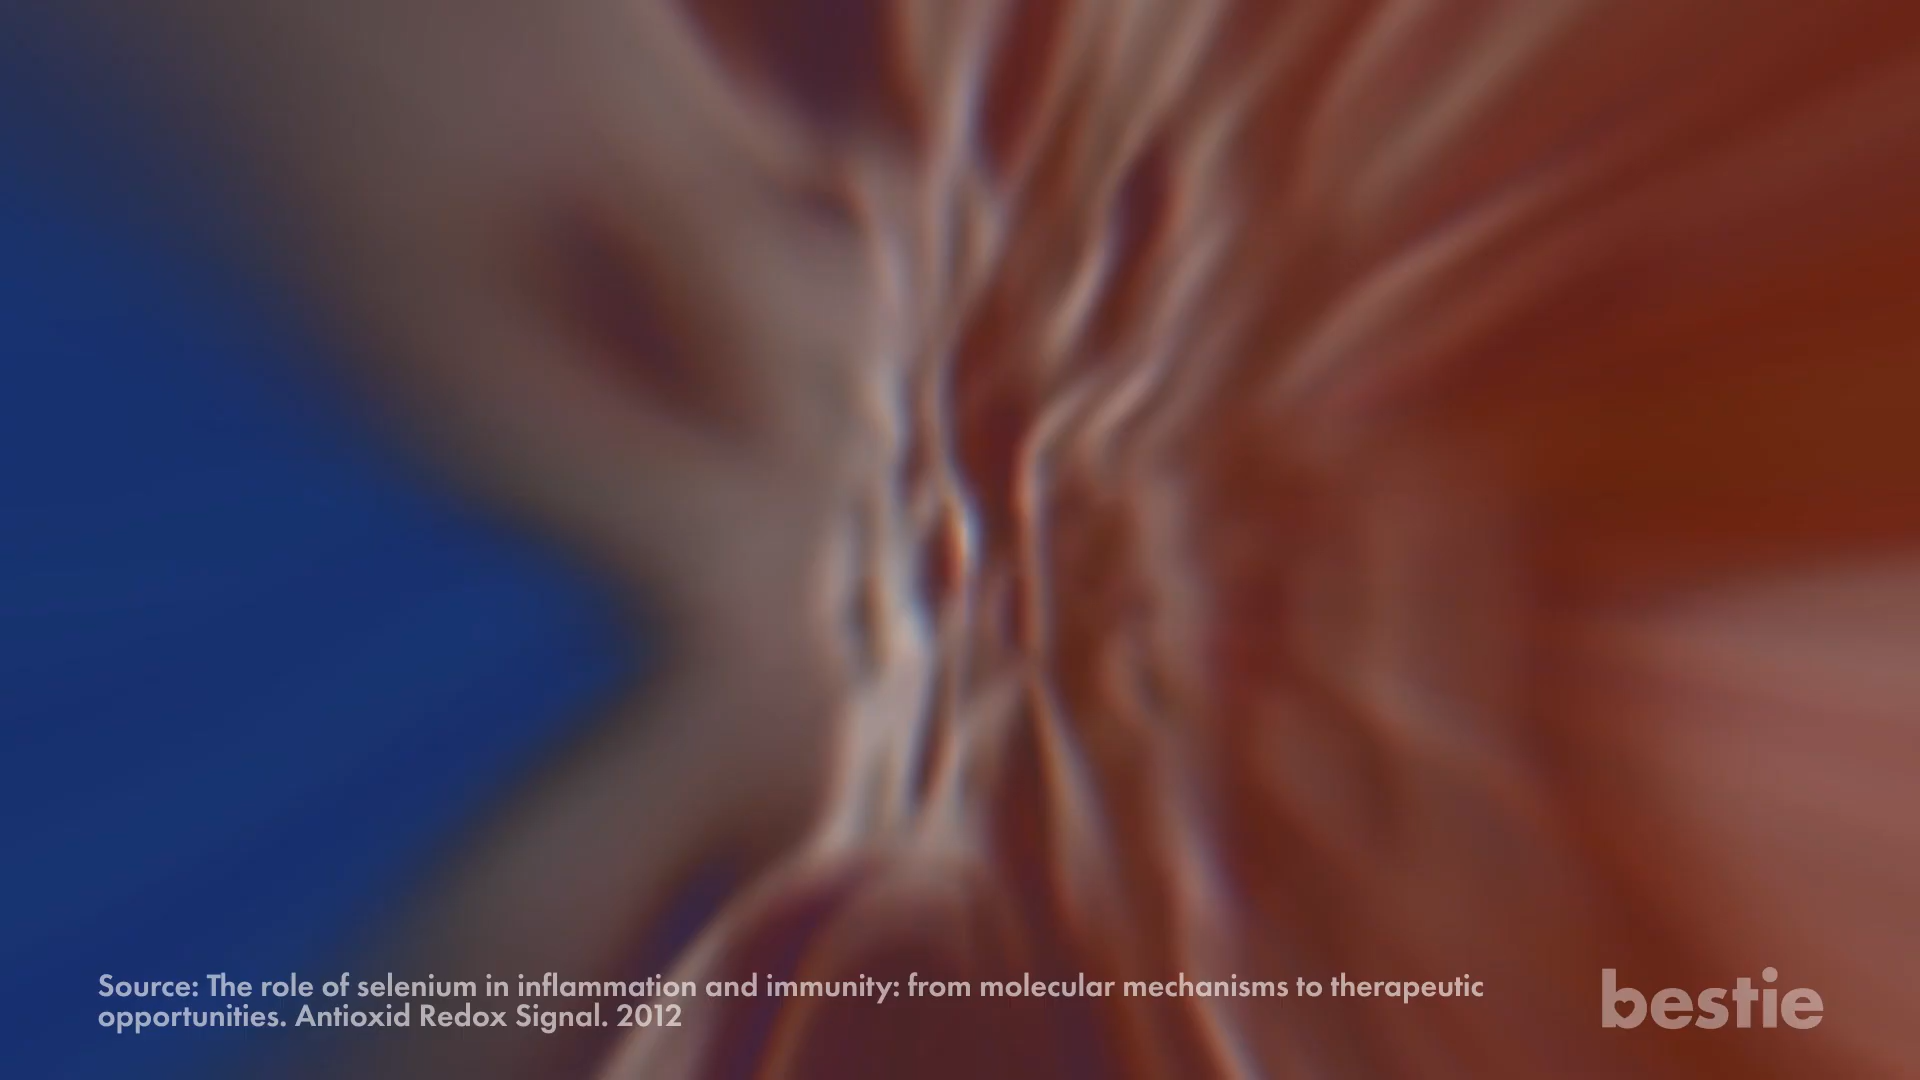 Source: The role of selenium in inflammation and immunity: from molecular mechanisms to therapeutic
opportunities. Antioxid Redox Signal. 2012
bestie